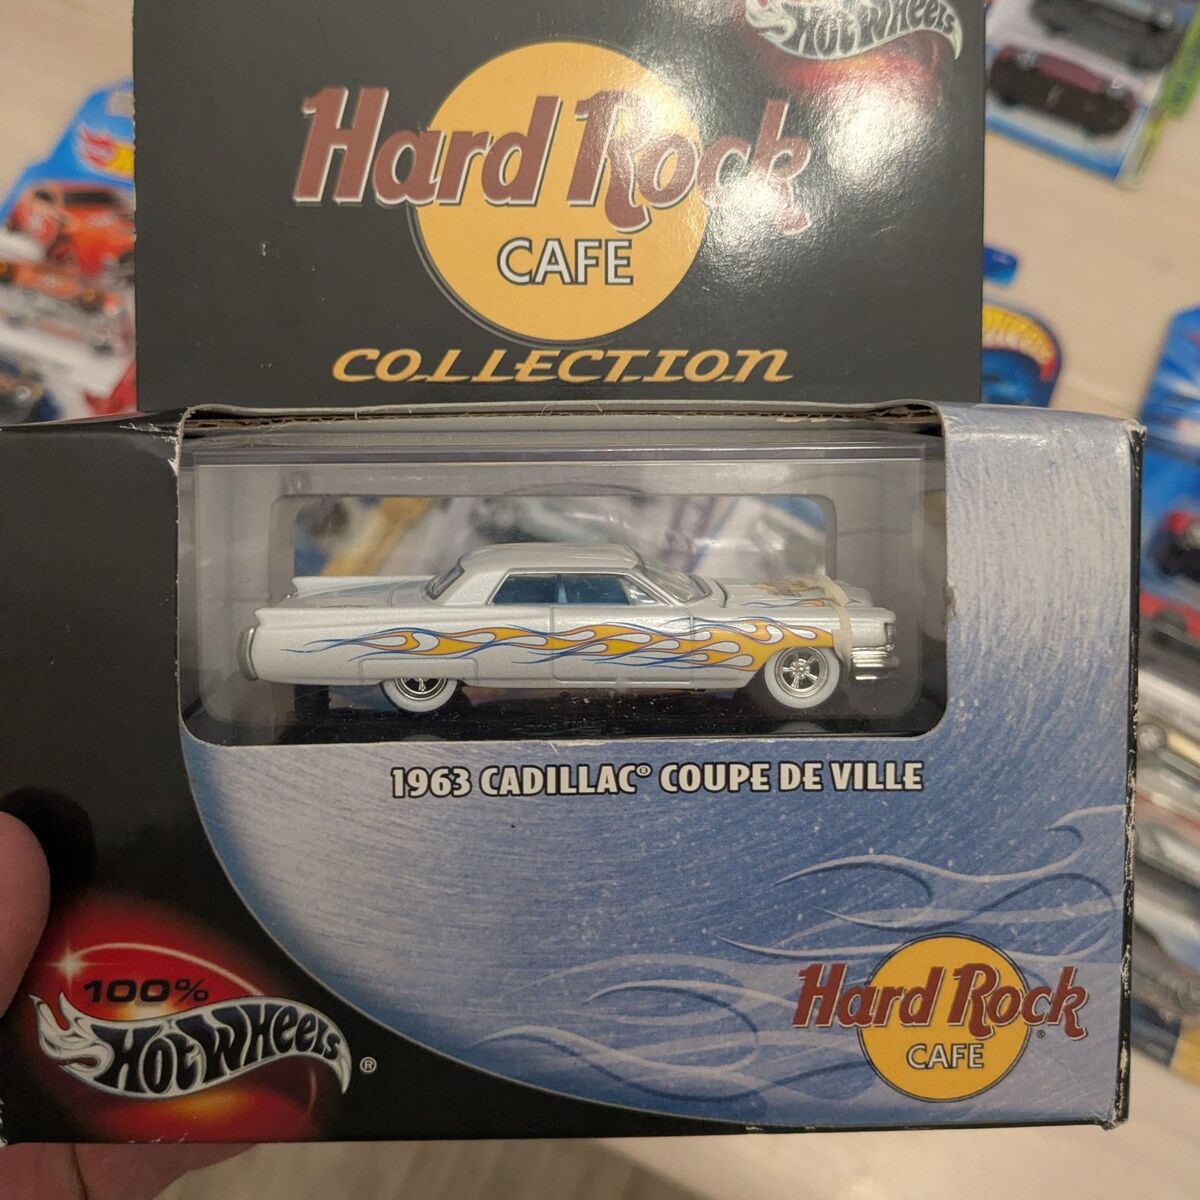 Hot Wheels
Hard Rock
CAFE
COLLECTION
1963 CADILLAC® COUPE DE VILLE
100%
Hot Wheels®
Hard Rock®
CAFE